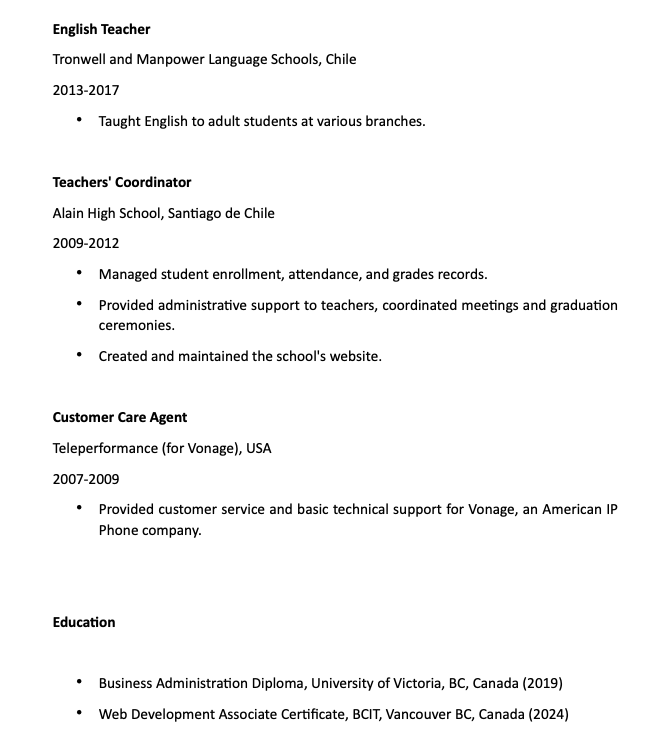 English Teacher
Tronwell and Manpower Language Schools, Chile
2013-2017
• Taught English to adult students at various branches.
Teachers' Coordinator
Alain High School, Santiago de Chile
2009-2012
• Managed student enrollment, attendance, and grades records.
• Provided administrative support to teachers, coordinated meetings and graduation
ceremonies.
• Created and maintained the school's website.
Customer Care Agent
Teleperformance (for Vonage), USA
2007-2009
• Provided customer service and basic technical support for Vonage, an American IP
Phone company.
Education
• Business Administration Diploma, University of Victoria, BC, Canada (2019)
• Web Development Associate Certificate, BCIT, Vancouver BC, Canada (2024)